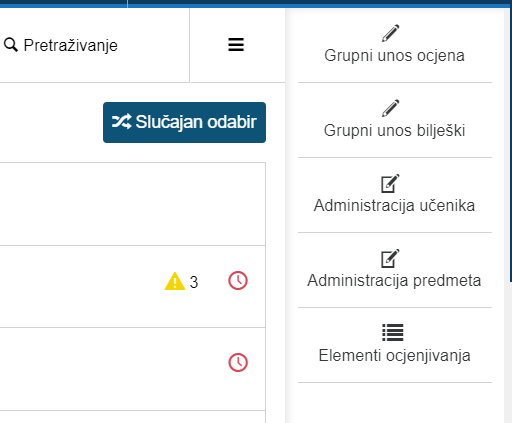 Pretraživanje
Slučajan odabir
3
Grupni unos ocjena
Grupni unos bilješki
Administracija učenika
Administracija predmeta
Elementi ocjenjivanja